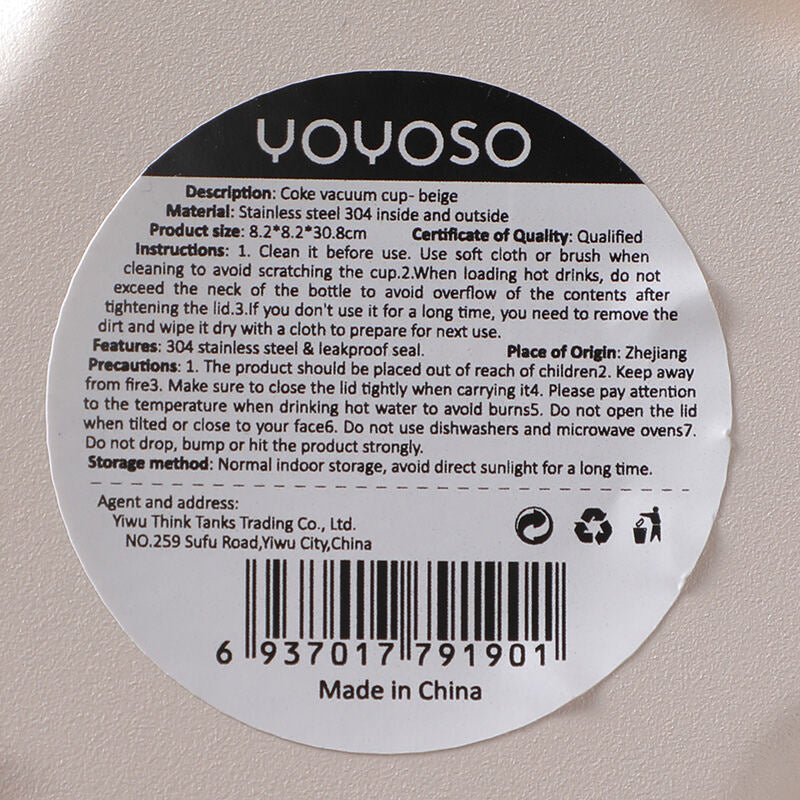 YOYOSO
Description: Coke vacuum cup- beige
Material: Stainless steel 304 inside and outside
Product size: 8.2*8.2*30.8cm Certificate of Quality: Qualified
Instructions: 1. Clean it before use. Use soft cloth or brush when
cleaning to avoid scratching the cup.2.When loading hot drinks, do not
exceed the neck of the bottle to avoid overflow of the contents after
tightening the lid.3.If you don't use it for a long time, you need to remove the
dirt and wipe it dry with a cloth to prepare for next use.
Features: 304 stainless steel & leakproof seal. Place of Origin: Zhejiang
Precautions: 1. The product should be placed out of reach of children2. Keep away
from fire3. Make sure to close the lid tightly when carrying it4. Please pay attention
to the temperature when drinking hot water to avoid burns5. Do not open the lid
when tilted or close to your face6. Do not use dishwashers and microwave ovens7.
Do not drop, bump or hit the product strongly.
Storage method: Normal indoor storage, avoid direct sunlight for a long time.
Agent and address:
Yiwu Think Tanks Trading Co., Ltd.
NO.259 Sufu Road,Yiwu City,China
6 937017 791901
Made in China